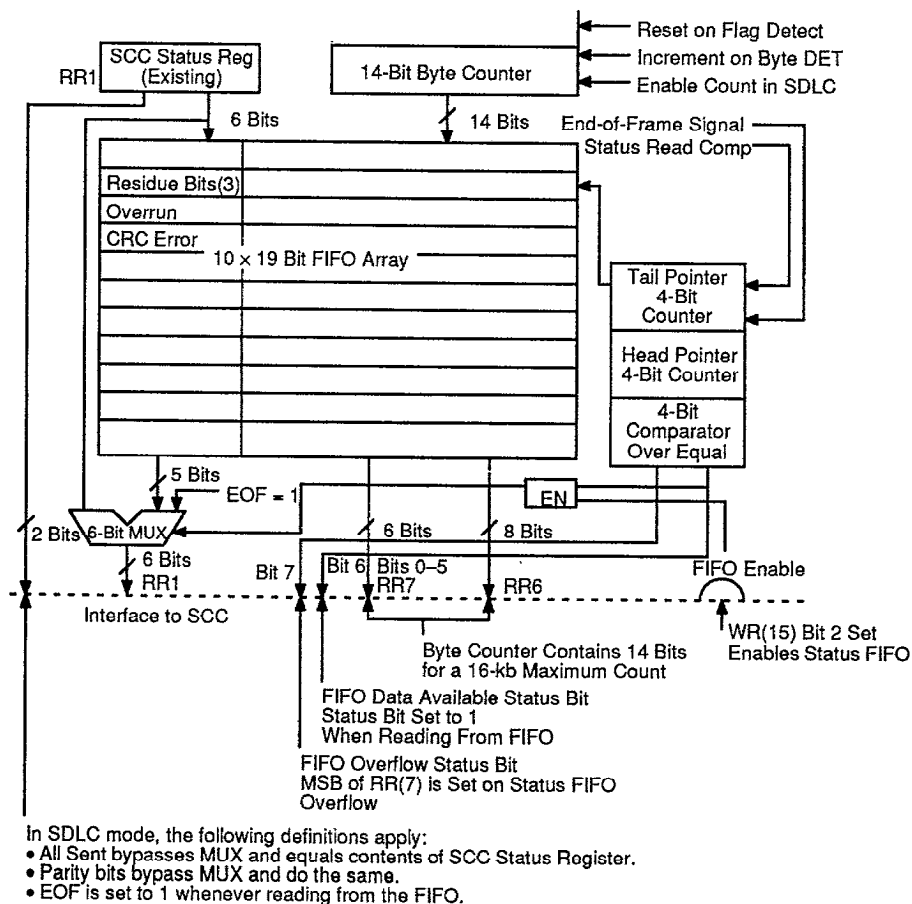 Reset on Flag Detect
SCC Status Reg
(Existing)
RR1
14-Bit Byte Counter
Increment on Byte DET
Enable Count in SDLC
6 Bits
14 Bits
End-of-Frame Signal
Status Read Comp
Residue Bits(3)
Overrun
CRC Error
10 × 19 Bit FIFO Array
Tail Pointer
4-Bit
Counter
Head Pointer
4-Bit Counter
4-Bit
Comparator
Over Equal
5 Bits
EOF = 1
EN
2 Bits
6-Bit MUX
6 Bits
8 Bits
6 Bits
RR1
Bit 7
Bit 6
Bits 0–5
RR7
RR6
FIFO Enable
Interface to SCC
WR(15) Bit 2 Set
Enables Status FIFO
Byte Counter Contains 14 Bits
for a 16-kb Maximum Count
FIFO Data Available Status Bit
Status Bit Set to 1
When Reading From FIFO
FIFO Overflow Status Bit
MSB of RR(7) is Set on Status FIFO
Overflow
In SDLC mode, the following definitions apply:
• All Sent bypasses MUX and equals contents of SCC Status Rogister.
• Parity bits bypass MUX and do the same.
• EOF is set to 1 whenever reading from the FIFO.